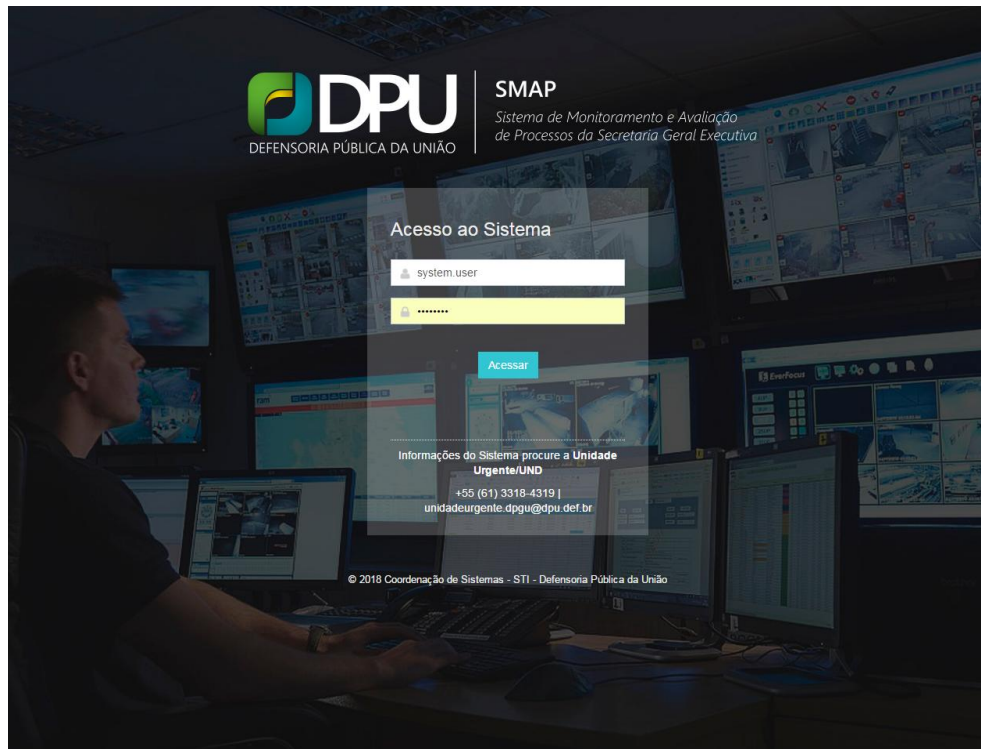 DPU
DEFENSORIA PÚBLICA DA UNIÃO
SMAP
Sistema de Monitoramento e Avaliação
de Processos da Secretaria Geral Executiva
Acesso ao Sistema
system.user
••••••••
Acessar
EverFocus
Informações do Sistema procure a Unidade
Urgente/UND
+55 (61) 3318-4319 |
unidadeurgente.dpgu@dpu.def.br
© 2018 Coordenação de Sistemas - STI - Defensoria Pública da União